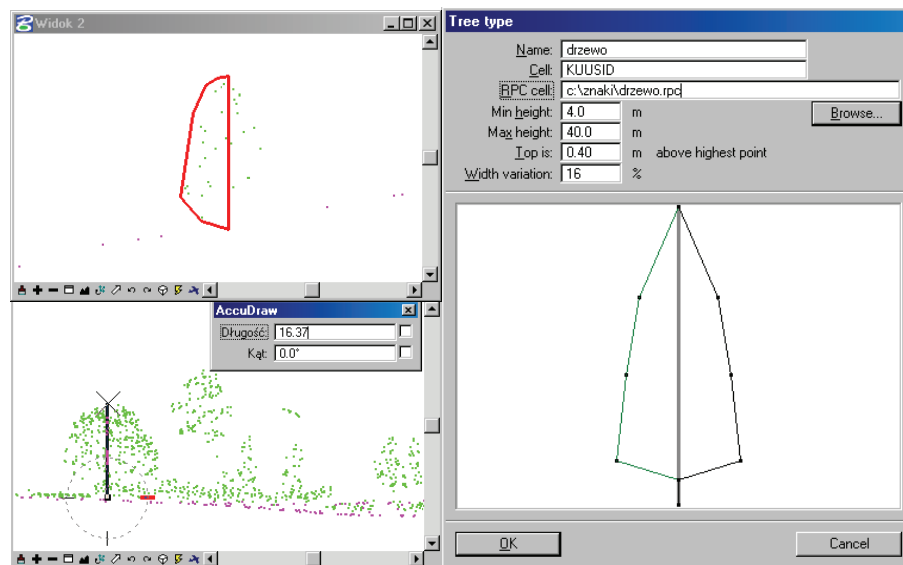 Widok 2
Tree type
Name: drzewo
Cell: KUUSID
RPC cell: c:\znaki\drzewo.rpc
Min height: 4.0 m
Browse...
Max height: 40.0 m
Top is: 0.40 m above highest point
Width variation: 16 %
AccuDraw
Długość: 16.37
Kąt: 0.0°
OK
Cancel